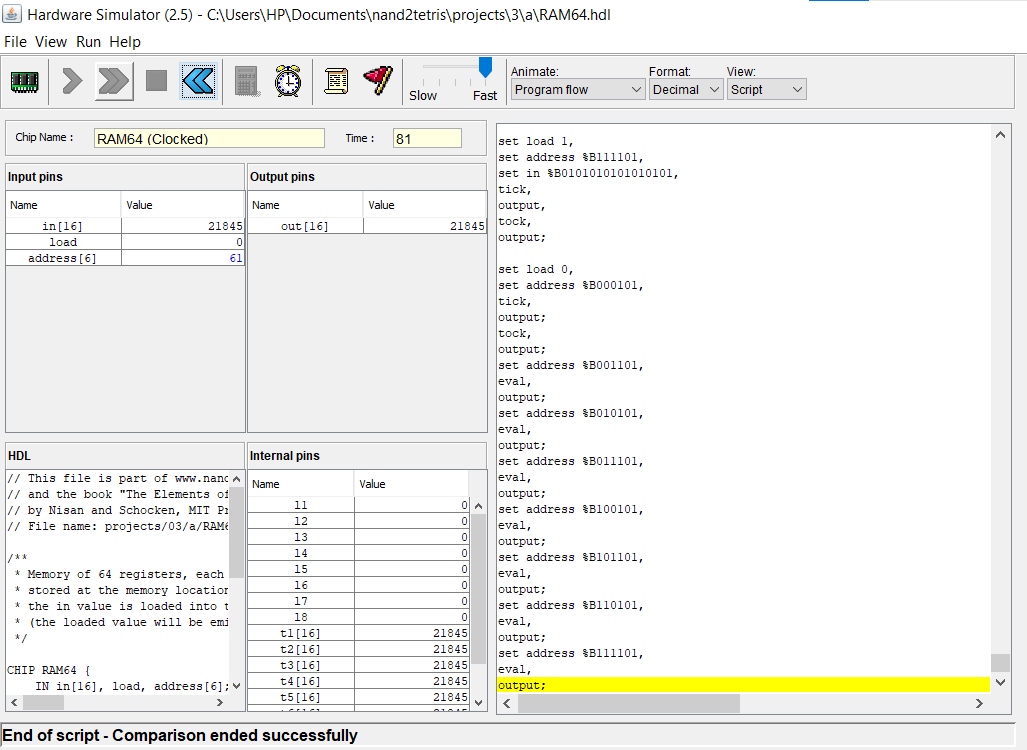 Hardware Simulator (2.5) - C:\Users\HP\Documents\nand2tetris\projects\3\a\RAM64.hdl
File View Run Help
Slow Fast
Animate:
Program flow
Format:
Decimal
View:
Script
Chip Name :
RAM64 (Clocked)
Time :
81
Input pins
Name Value
in[16] 21845
load 0
address[6] 61
Output pins
Name Value
out[16] 21845
HDL
// This file is part of www.nand
// and the book "The Elements of
// by Nisan and Schocken, MIT Pr
// File name: projects/03/a/RAM6
/**
* Memory of 64 registers, each
* stored at the memory location
* the in value is loaded into t
* (the loaded value will be emi
*/
CHIP RAM64 {
IN in[16], load, address[6];
Internal pins
Name Value
l1 0
l2 0
l3 0
l4 0
l5 0
l6 0
l7 0
l8 0
t1[16] 21845
t2[16] 21845
t3[16] 21845
t4[16] 21845
t5[16] 21845
set load 1,
set address %B111101,
set in %B0101010101010101,
tick,
output,
tock,
output;
set load 0,
set address %B000101,
tick,
output;
tock,
output;
set address %B001101,
eval,
output;
set address %B010101,
eval,
output;
set address %B011101,
eval,
output;
set address %B100101,
eval,
output;
set address %B101101,
eval,
output;
set address %B110101,
eval,
output;
set address %B111101,
eval,
output;
End of script - Comparison ended successfully